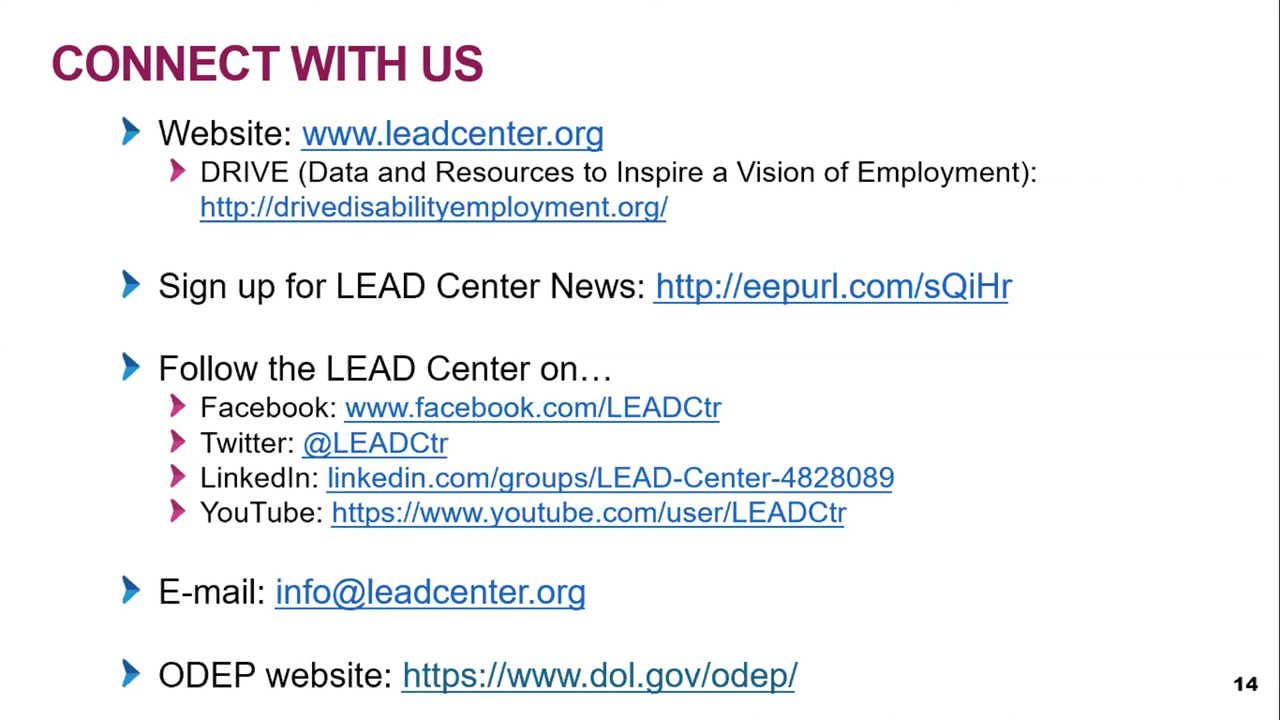 CONNECT WITH US
Website: www.leadcenter.org
DRIVE (Data and Resources to Inspire a Vision of Employment):
http://drivedisabilityemployment.org/
Sign up for LEAD Center News: http://eepurl.com/sQiHr
Follow the LEAD Center on…
Facebook: www.facebook.com/LEADCtr
Twitter: @LEADCtr
LinkedIn: linkedin.com/groups/LEAD-Center-4828089
YouTube: https://www.youtube.com/user/LEADCtr
E-mail: info@leadcenter.org
ODEP website: https://www.dol.gov/odep/
14